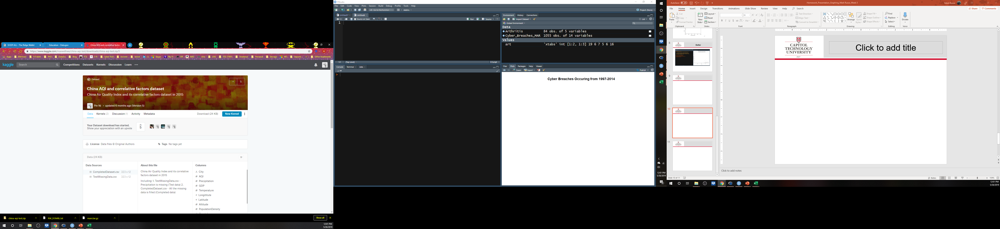 SHOP ALL - The Ridge Wallet
Education - Data.gov
China AQI and correlative facto
https://www.kaggle.com/maxwellnee/china-aqi-test/downloads/china-aqi-test.zip/5
Apps
Blog
TCS
Income
Invest
Skype
AMZ
ISO 27001
Freelance
Personal
Storage
Imports
Other bookmarks
kaggle
Search
Competitions Datasets Kernels Discussion Learn
Dataset
5
China AQI and correlative factors dataset
China Air Quality Index and its correlative factors dataset in 2015
Pin Ni • updated 6 months ago (Version 5)
Data Kernels (2) Discussion (1) Activity Metadata Download (24 KB) New Kernel
Your Dataset download has started.
Show your appreciation with an upvote
5
License Data files © Original Authors
Tags No tags yet
Data (24 KB)
Data Sources
CompletedDataset.csv 323 x 12
TestMissingData.csv 323 x 12
About this file
China Air Quality Index and its correlative
factors dataset in 2015
Including: 1. TestMissingData.csv -
Precipitation is missing (Test data) 2.
CompletedDataset.csv - All the missing
data is filled (Completed data)
Columns
A City
# AQI
# Precipitation
# GDP
# Temperature
Longititute
Latitude
# Altitude
# PopulationDensity
china-aqi-test.zip
RW_DOMBL.txt
marx.tar.gz
Show all
12:01 PM
5/26/2019
RStudio
File Edit Code View Plots Session Build Debug Profile Tools Help
Go to file/function
Addins
Project: (None)
Untitled5*
Untitled6
Source on Save
Run
Source
1
1:1 (Top Level)
R Script
Console Terminal Jobs
~/
>
Environment History Connections
Import Dataset
List
Global Environment
Data
Arthritis 84 obs. of 5 variables
Cyber_Breaches_MAR 1055 obs. of 14 variables
Values
art 'xtabs' int [1:2, 1:3] 19 6 7 5 6 16
Files Plots Packages Help Viewer
Zoom Export
Publish
Cyber Breaches Occuring from 1997-2014
12:01 PM
5/26/2019
AutoSave Off
Homework_Presentation_Graphing_Mark Russo_Week 3
Mark Russo
File Home Insert Design Transitions Animations Slide Show Review View Help Search
Share
Comments
Paste
Cut
Copy
Format Painter
Clipboard
New
Slide
Layout
Reset
Section
Slides
Font
Text Direction
Align Text
Convert to SmartArt
Paragraph
Arrange
Quick
Styles
Shape Fill
Shape Outline
Shape Effects
Drawing
Find
Replace
Select
Editing
Dictate
Voice
8
Better
9
10
11
CAPITOL
TECHNOLOGY
UNIVERSITY
1927
Click to add title
Click to add notes
Slide 10 of 11
Notes
104%
12:01 PM
5/26/2019